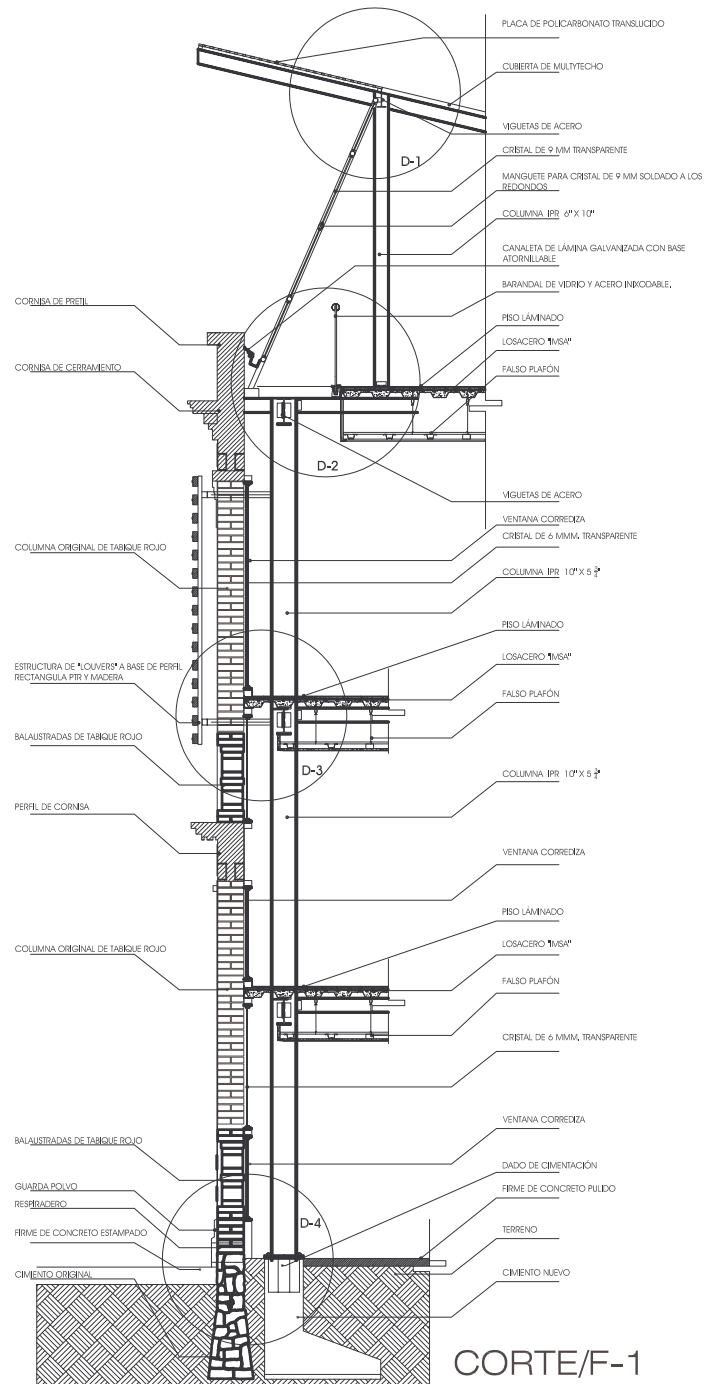 PLACA DE POLICARBONATO TRANSLUCIDO
CUBIERTA DE MULTYTECHO
VIGUETAS DE ACERO
D-1
CRISTAL DE 9 MM TRANSPARENTE
MANGUETE PARA CRISTAL DE 9 MM SOLDADO A LOS
REDONDOS
COLUMNA IPR 6" X 10"
CANALETA DE LÁMINA GALVANIZADA CON BASE
ATORNILLABLE
BARANDAL DE VIDRIO Y ACERO INIXODABLE.
CORNISA DE PRETIL
PISO LÁMINADO
LOSACERO "IMSA"
CORNISA DE CERRAMIENTO
FALSO PLAFÓN
D-2
VIGUETAS DE ACERO
VENTANA CORREDIZA
CRISTAL DE 6 MMM. TRANSPARENTE
COLUMNA ORIGINAL DE TABIQUE ROJO
COLUMNA IPR 10" X 5 3/4"
PISO LÁMINADO
LOSACERO "IMSA"
ESTRUCTURA DE "LOUVERS" A BASE DE PERFIL
RECTANGULA PTR Y MADERA
FALSO PLAFÓN
BALAUSTRADAS DE TABIQUE ROJO
D-3
COLUMNA IPR 10" X 5 3/4"
PERFIL DE CORNISA
VENTANA CORREDIZA
PISO LÁMINADO
COLUMNA ORIGINAL DE TABIQUE ROJO
LOSACERO "IMSA"
FALSO PLAFÓN
CRISTAL DE 6 MMM. TRANSPARENTE
VENTANA CORREDIZA
BALAUSTRADAS DE TABIQUE ROJO
DADO DE CIMENTACIÓN
GUARDA POLVO
FIRME DE CONCRETO PULIDO
RESPIRADERO
D-4
FIRME DE CONCRETO ESTAMPADO
TERRENO
CIMIENTO ORIGINAL
CIMIENTO NUEVO
CORTE/F-1